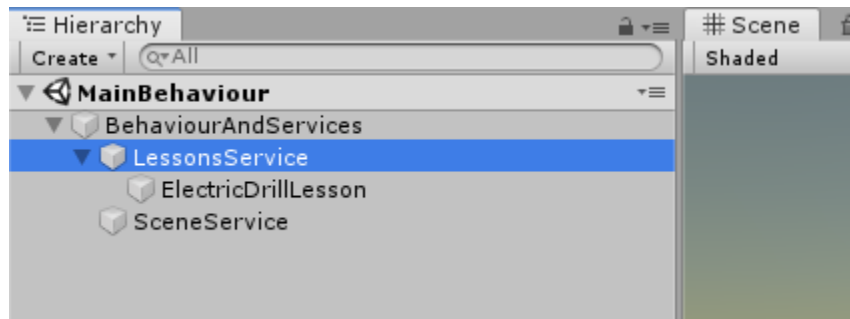 Hierarchy
# Scene
Create
All
Shaded
MainBehaviour
BehaviourAndServices
LessonsService
ElectricDrillLesson
SceneService